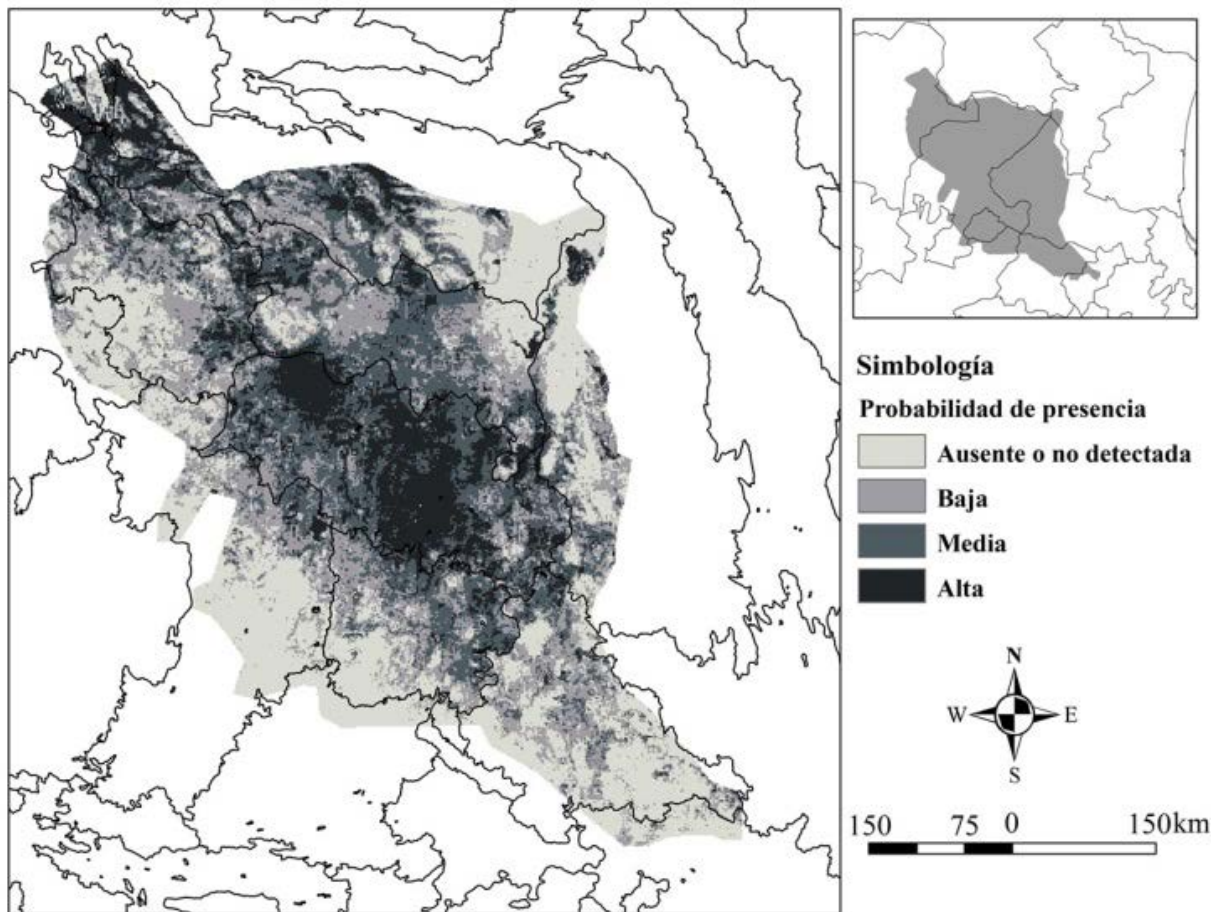 Simbología
Probabilidad de presencia
Ausente o no detectada
Baja
Media
Alta
N
W E
S
150 75 0 150km